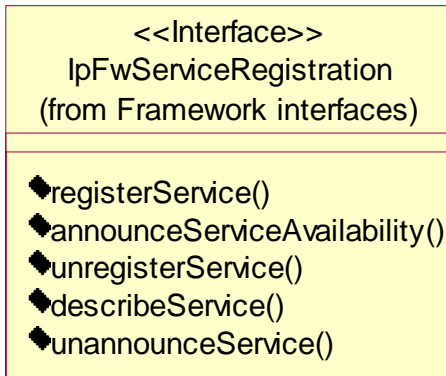 <<Interface>>
IpFwServiceRegistration
(from Framework interfaces)
registerService()
announceServiceAvailability()
unregisterService()
describeService()
unannounceService()